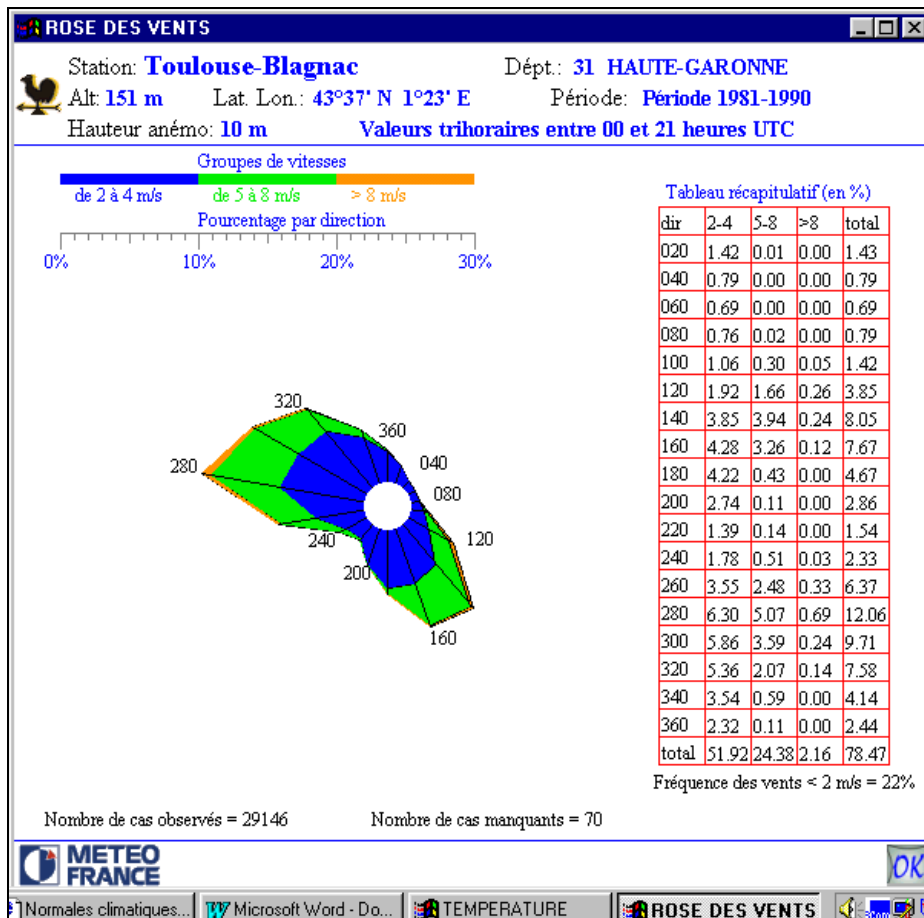 ROSE DES VENTS
Station: Toulouse-Blagnac Dépt.: 31 HAUTE-GARONNE
Alt: 151 m Lat. Lon.: 43°37' N 1°23' E Période: Période 1981-1990
Hauteur anémo: 10 m Valeurs trihoraires entre 00 et 21 heures UTC
Groupes de vitesses
de 2 à 4 m/s de 5 à 8 m/s > 8 m/s
Pourcentage par direction
0% 10% 20% 30%
320
360
280
040
080
240
120
200
160
Tableau récapitulatif (en %)
dir 2-4 5-8 >8 total
020 1.42 0.01 0.00 1.43
040 0.79 0.00 0.00 0.79
060 0.69 0.00 0.00 0.69
080 0.76 0.02 0.00 0.79
100 1.06 0.30 0.05 1.42
120 1.92 1.66 0.26 3.85
140 3.85 3.94 0.24 8.05
160 4.28 3.26 0.12 7.67
180 4.22 0.43 0.00 4.67
200 2.74 0.11 0.00 2.86
220 1.39 0.14 0.00 1.54
240 1.78 0.51 0.03 2.33
260 3.55 2.48 0.33 6.37
280 6.30 5.07 0.69 12.06
300 5.86 3.59 0.24 9.71
320 5.36 2.07 0.14 7.58
340 3.54 0.59 0.00 4.14
360 2.32 0.11 0.00 2.44
total 51.92 24.38 2.16 78.47
Fréquence des vents < 2 m/s = 22%
Nombre de cas observés = 29146 Nombre de cas manquants = 70
METEO
FRANCE
OK
Normales climatiques... Microsoft Word - Do... TEMPERATURE ROSE DES VENTS